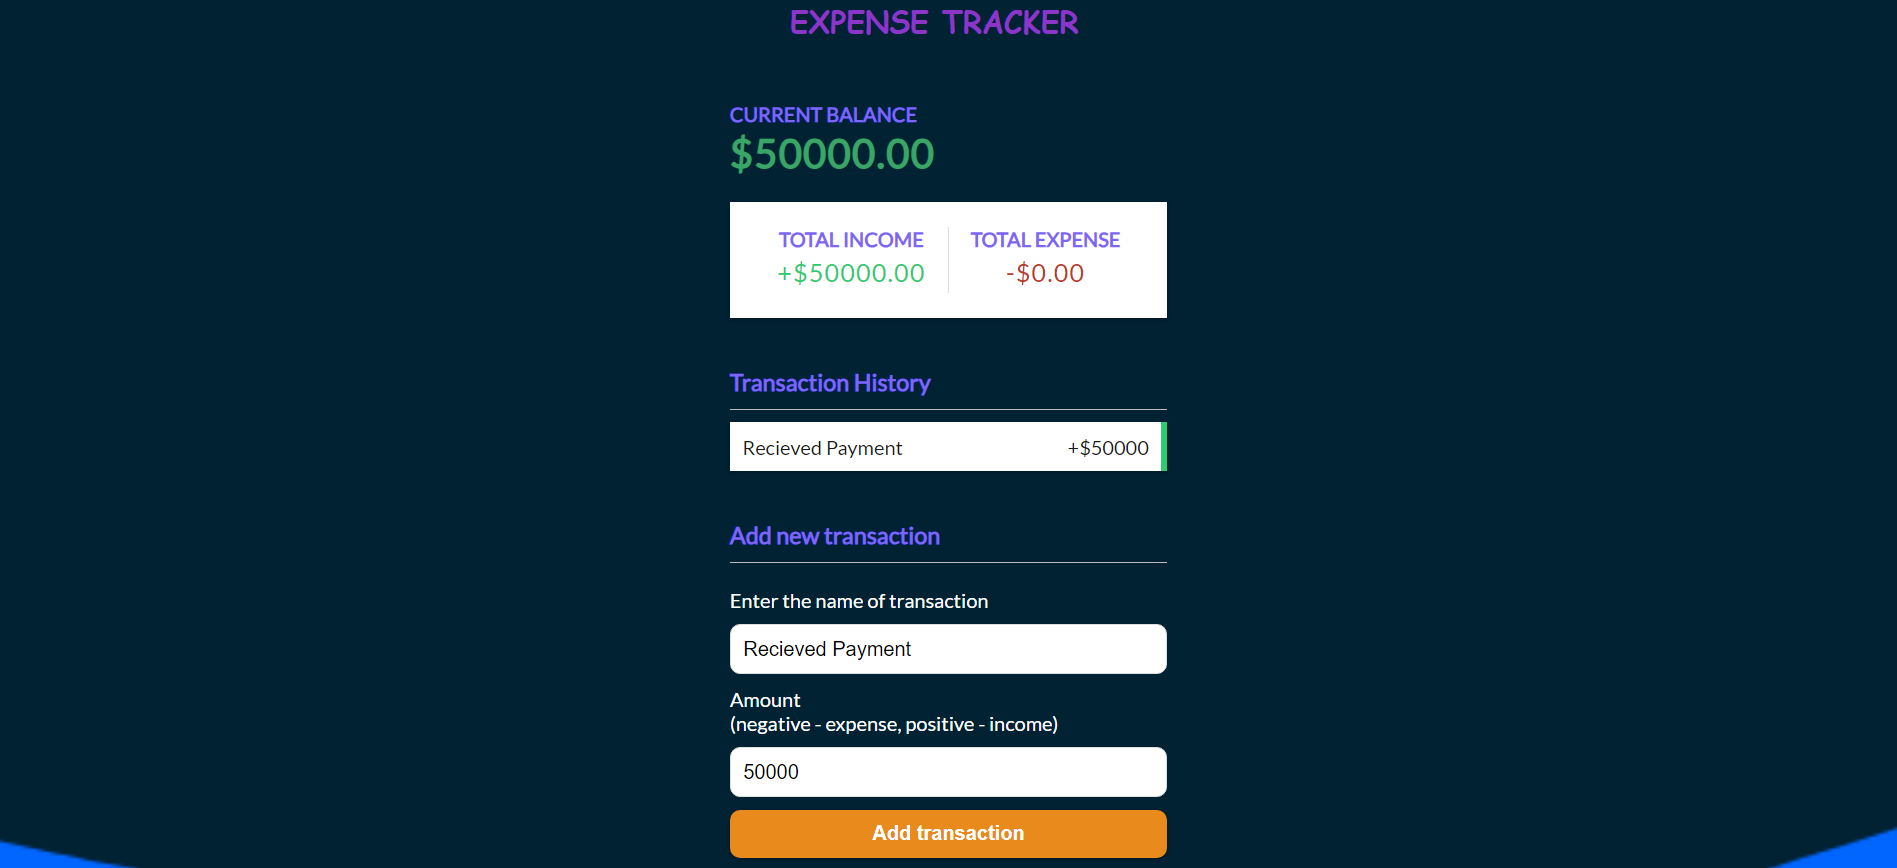 EXPENSE TRACKER
CURRENT BALANCE
$50000.00
TOTAL INCOME
+$50000.00
TOTAL EXPENSE
-$0.00
Transaction History
Recieved Payment +$50000
Add new transaction
Enter the name of transaction
Recieved Payment
Amount
(negative - expense, positive - income)
50000
Add transaction